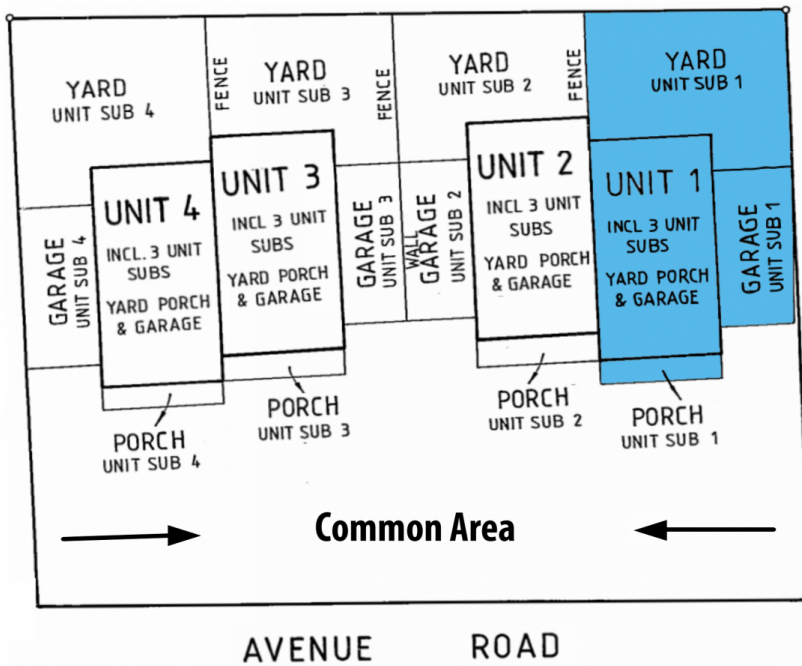 YARD
UNIT SUB 4
FENCE
YARD
UNIT SUB 3
FENCE
YARD
UNIT SUB 2
FENCE
YARD
UNIT SUB 1
UNIT 4
INCL. 3 UNIT
SUBS
YARD PORCH
& GARAGE
UNIT 3
INCL 3 UNIT
SUBS
YARD PORCH
& GARAGE
UNIT 2
INCL 3 UNIT
SUBS
YARD PORCH
& GARAGE
UNIT 1
INCL 3 UNIT
SUBS
YARD PORCH
& GARAGE
GARAGE
UNIT SUB 4
GARAGE
UNIT SUB 3
WALL
GARAGE
UNIT SUB 2
GARAGE
UNIT SUB 1
PORCH
UNIT SUB 4
PORCH
UNIT SUB 3
PORCH
UNIT SUB 2
PORCH
UNIT SUB 1
Common Area
AVENUE ROAD